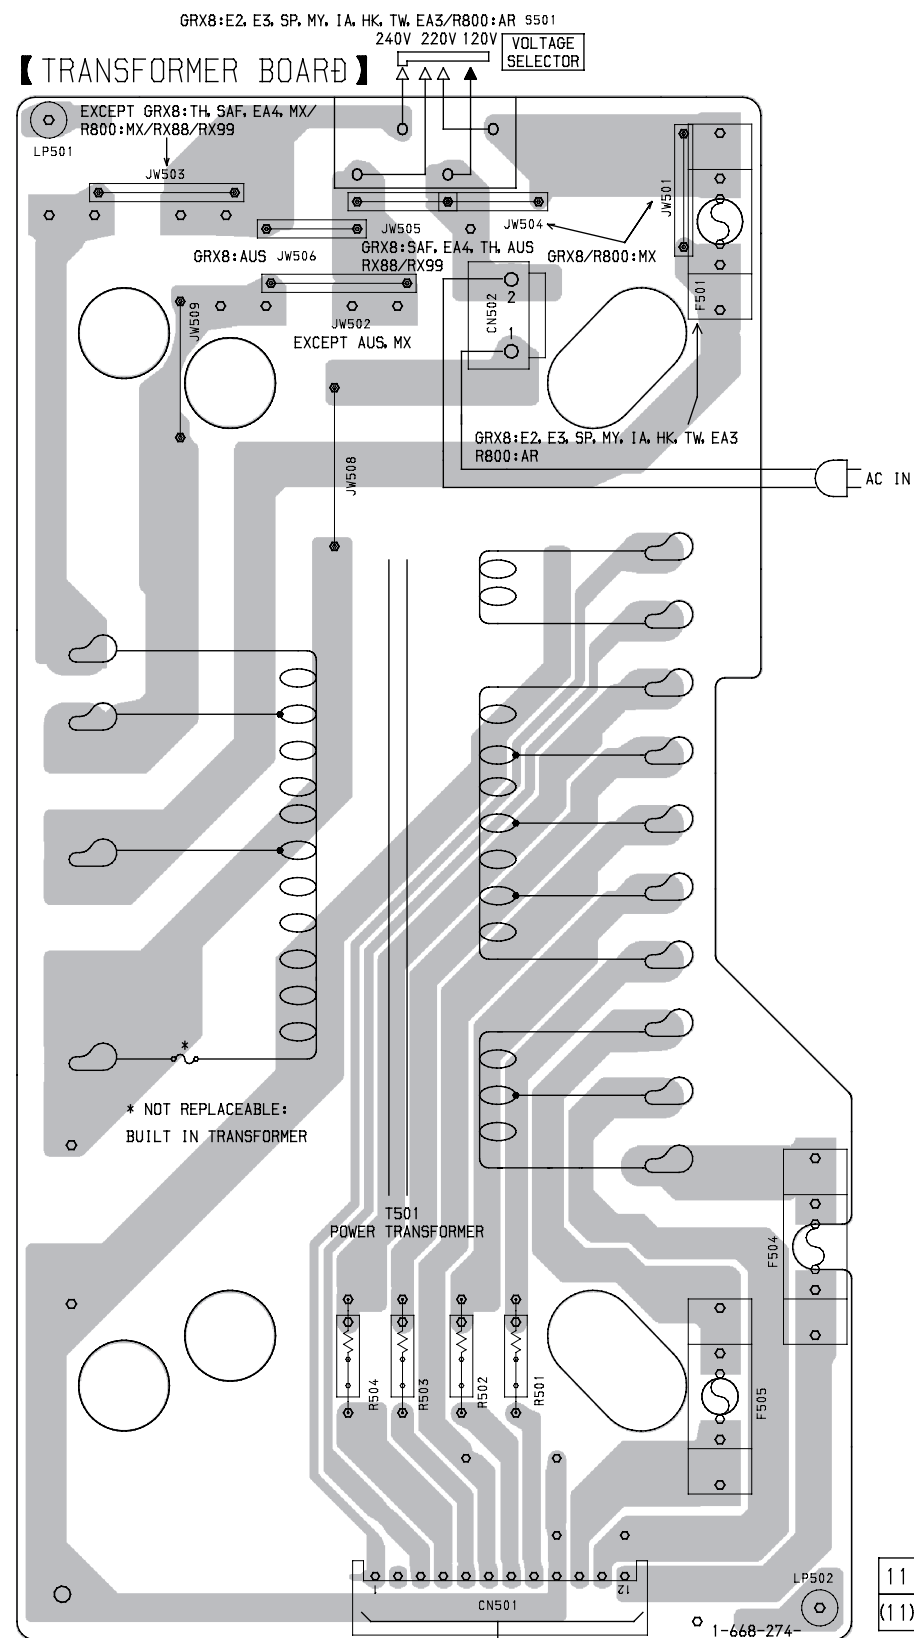 GRX8:E2, E3, SP, MY, IA, HK, TW, EA3/R800:AR S501
240V 220V 120V
VOLTAGE
SELECTOR
【TRANSFORMER BOARD】
EXCEPT GRX8:TH, SAF, EA4, MX/
R800:MX/RX88/RX99
LP501
JW503
JW501
JW505
JW504
GRX8:AUS JW506
GRX8:SAF, EA4, TH, AUS
RX88/RX99
GRX8/R800:MX
F501
CN502
2
1
JW509
JW502
EXCEPT AUS, MX
GRX8:E2, E3, SP, MY, IA, HK, TW, EA3
R800:AR
JW508
AC IN
*
* NOT REPLACEABLE:
BUILT IN TRANSFORMER
T501
POWER TRANSFORMER
F504
R504
R503
R502
R501
F505
1
12
CN501
LP502
1-668-274-
11
(11)